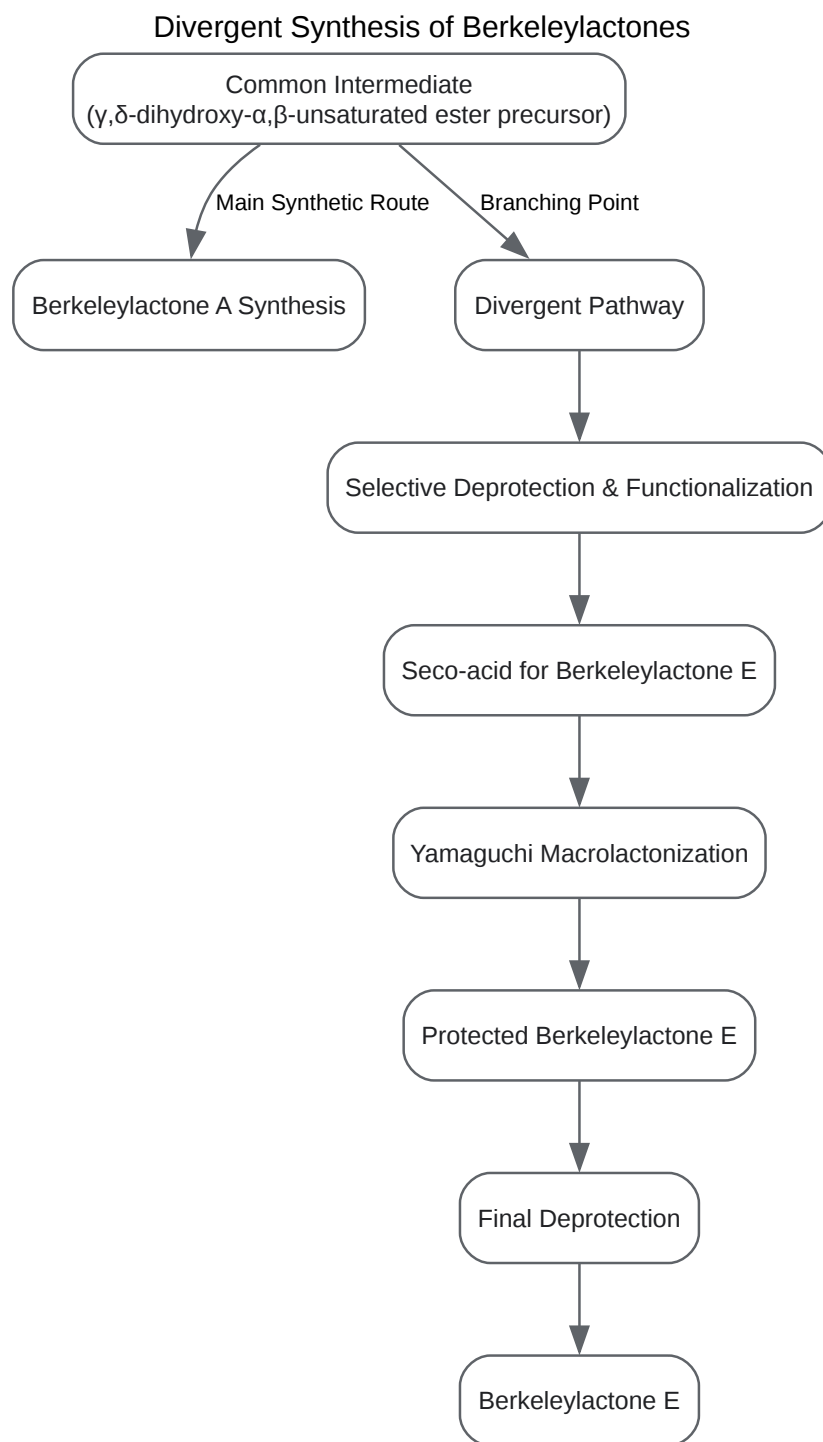 Divergent Synthesis of Berkeleylactones
Common Intermediate
(γ,δ-dihydroxy-α,β-unsaturated ester precursor)
Main Synthetic Route
Branching Point
Berkeleylactone A Synthesis
Divergent Pathway
Selective Deprotection & Functionalization
Seco-acid for Berkeleylactone E
Yamaguchi Macrolactonization
Protected Berkeleylactone E
Final Deprotection
Berkeleylactone E